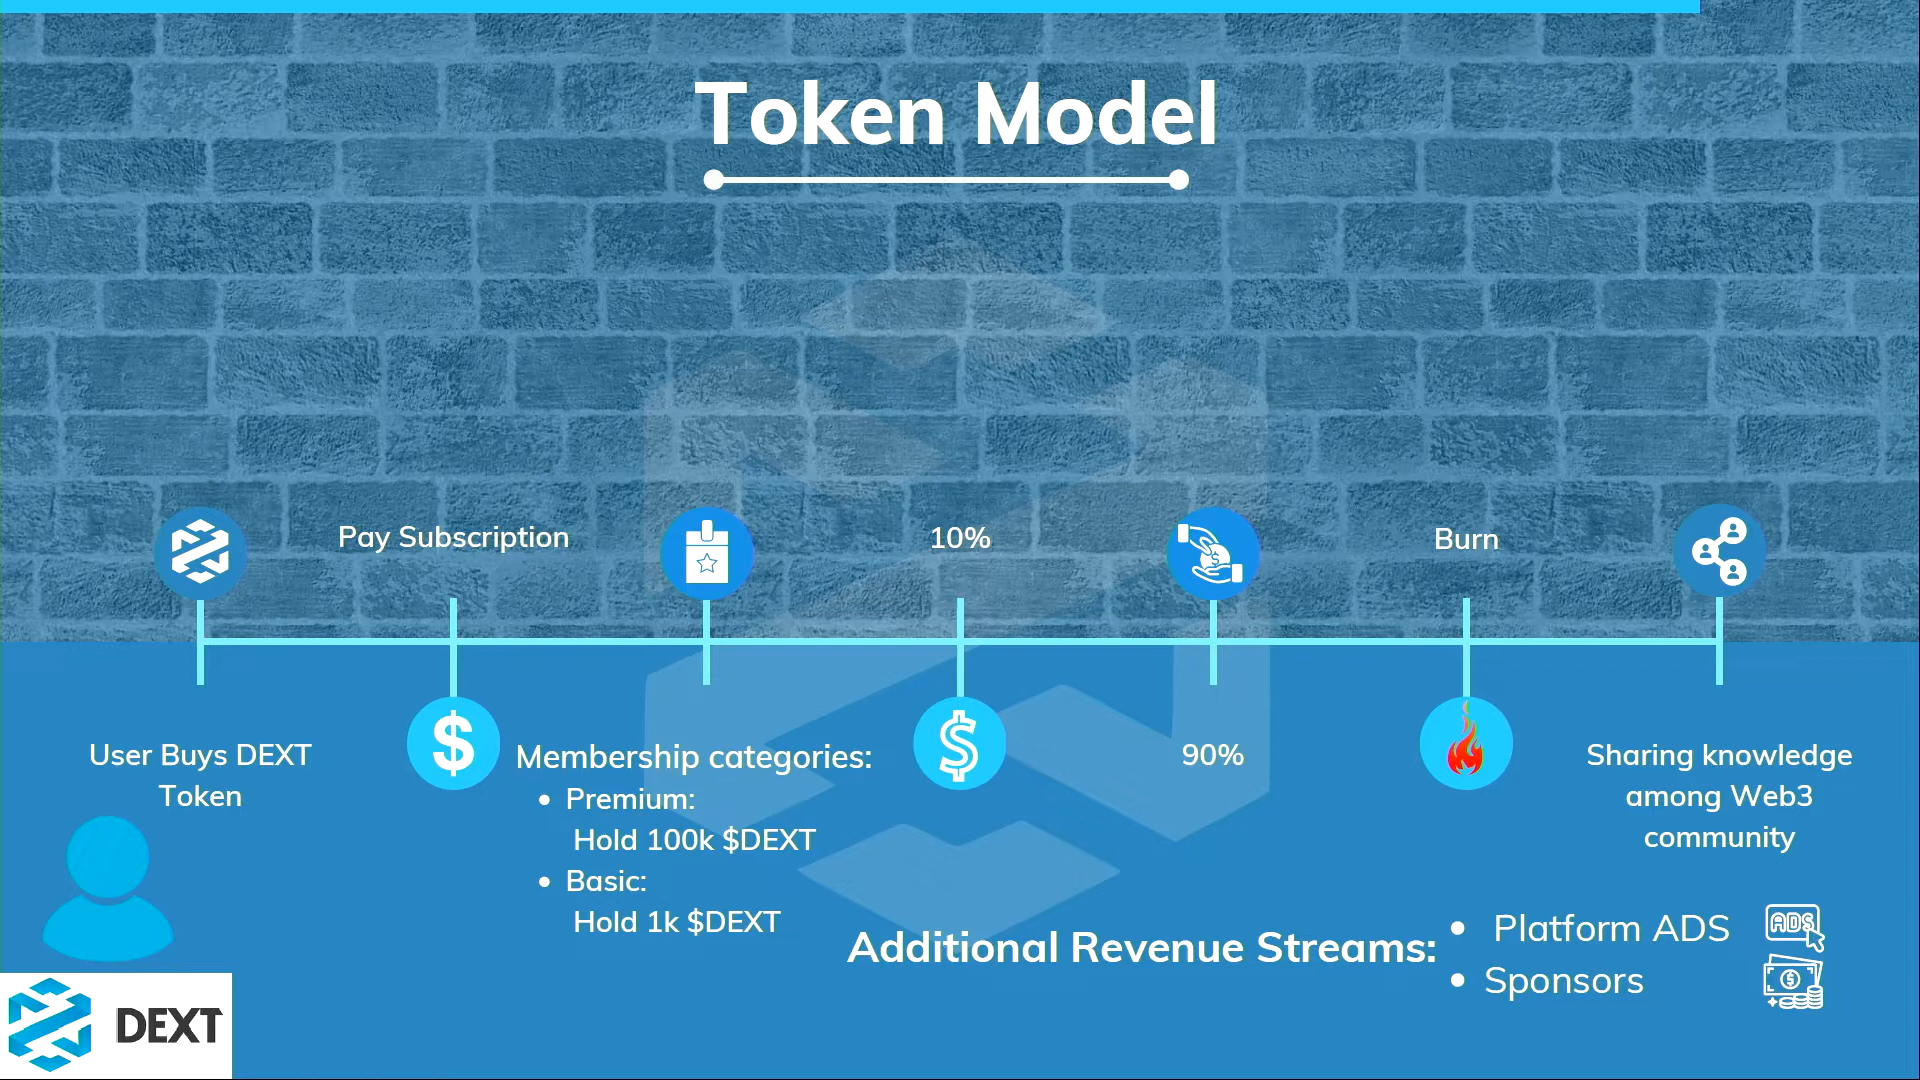 Token Model
Pay Subscription
10%
Burn
User Buys DEXT
Token
Membership categories:
• Premium:
Hold 100k $DEXT
• Basic:
Hold 1k $DEXT
90%
Sharing knowledge
among Web3
community
Additional Revenue Streams:
• Platform ADS
• Sponsors
ADS
DEXT